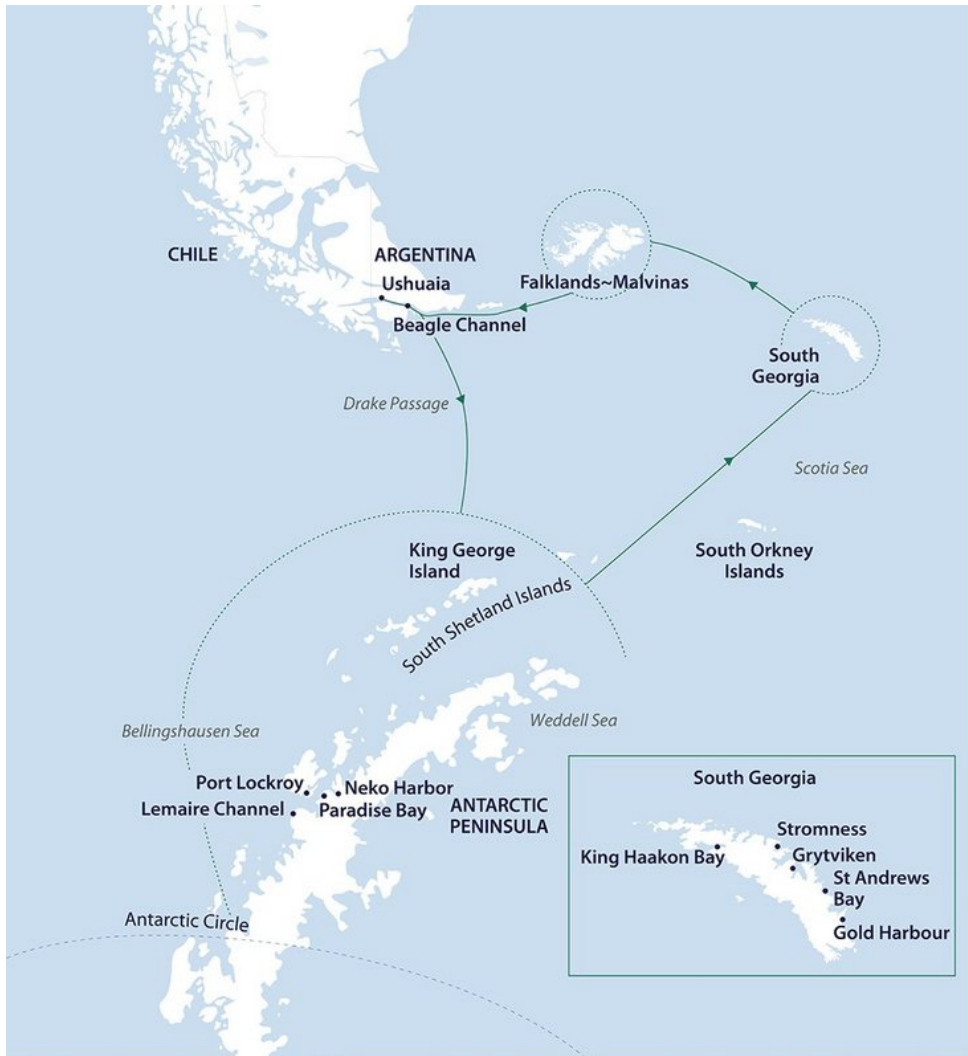 CHILE
ARGENTINA
Ushuaia
Beagle Channel
Falklands~Malvinas
South
Georgia
Drake Passage
Scotia Sea
King George
Island
South Orkney
Islands
South Shetland Islands
Bellingshausen Sea
Weddell Sea
Port Lockroy
Neko Harbor
Lemaire Channel
Paradise Bay
ANTARCTIC
PENINSULA
Antarctic Circle
South Georgia
Stromness
King Haakon Bay
Grytviken
St Andrews
Bay
Gold Harbour